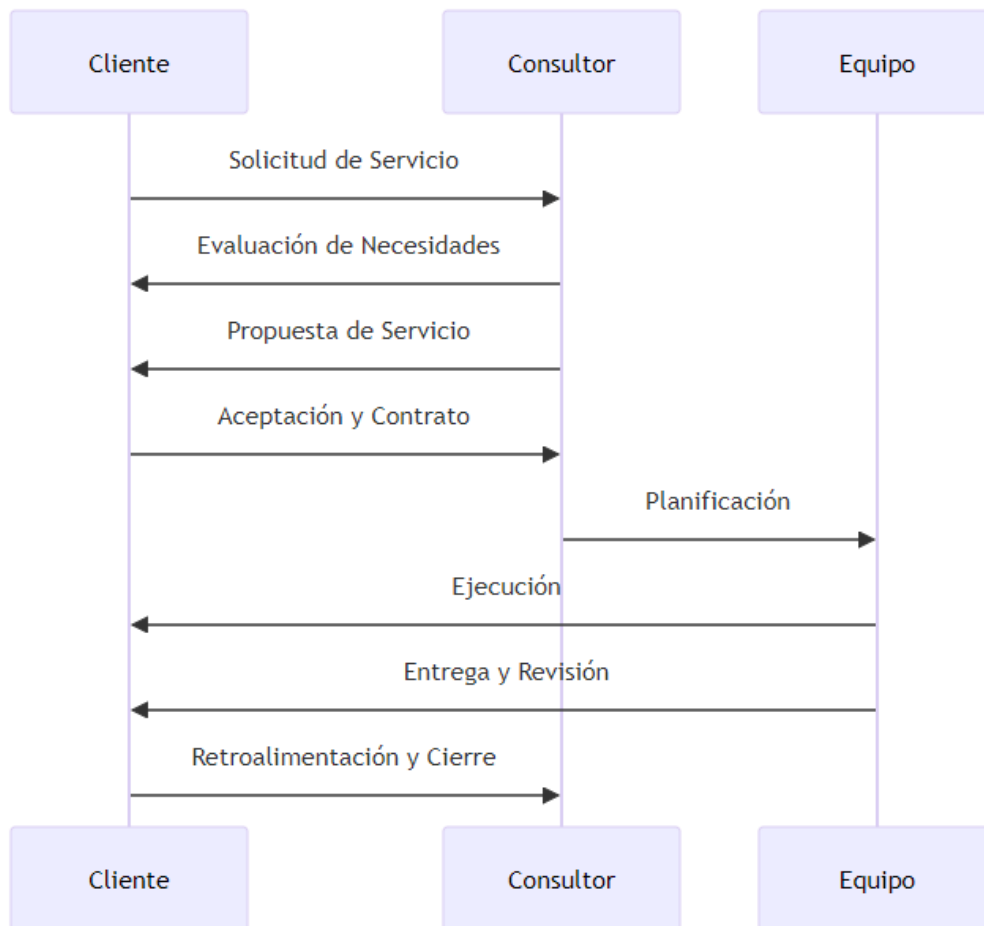 Cliente
Consultor
Equipo
Solicitud de Servicio
Evaluación de Necesidades
Propuesta de Servicio
Aceptación y Contrato
Planificación
Ejecución
Entrega y Revisión
Retroalimentación y Cierre
Cliente
Consultor
Equipo